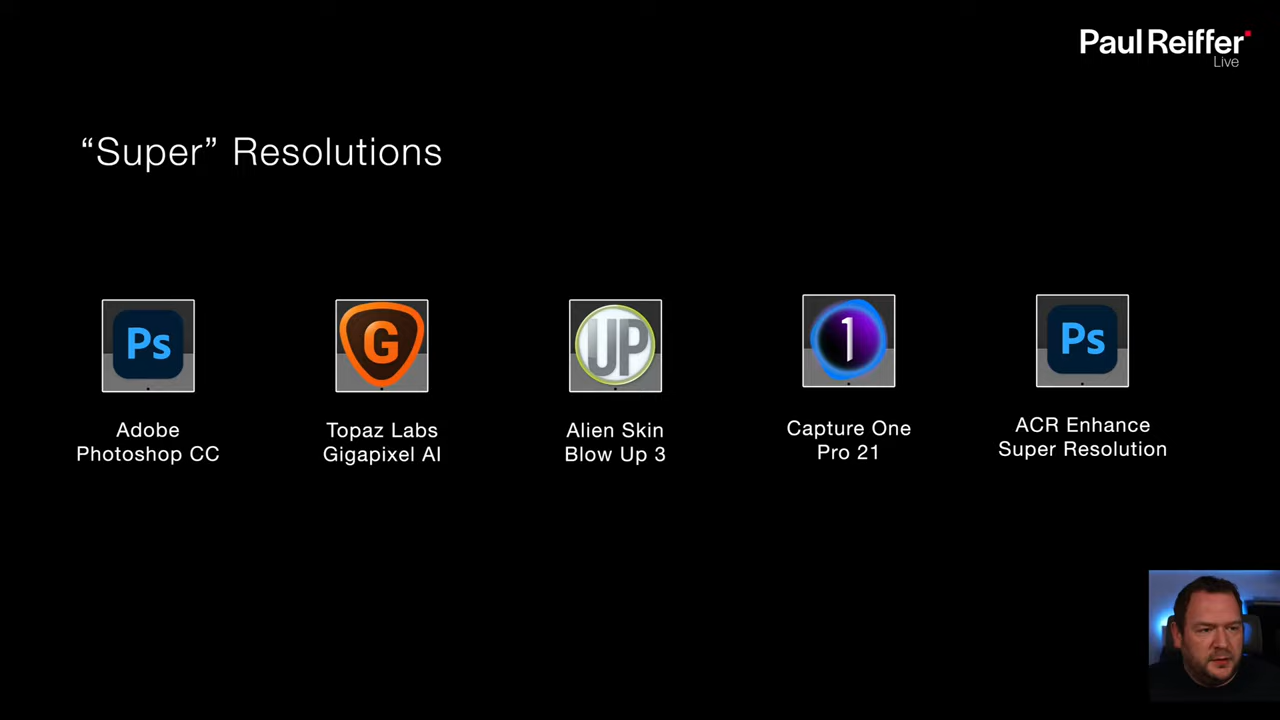 Paul Reiffer
Live
“Super” Resolutions
Ps
G
UP
1
Ps
Adobe
Photoshop CC
Topaz Labs
Gigapixel AI
Alien Skin
Blow Up 3
Capture One
Pro 21
ACR Enhance
Super Resolution